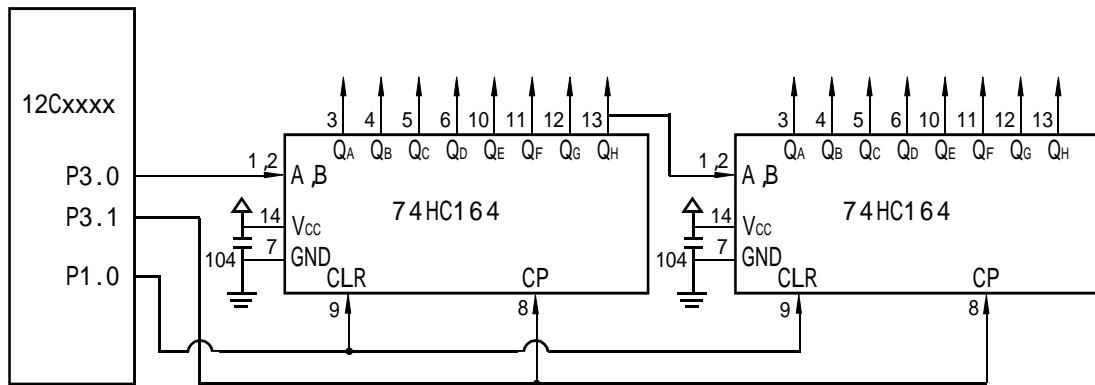 12Cxxxx
P3.0
P3.1
P1.0
3 4 5 6 10 11 12 13
QA QB QC QD QE QF QG QH
1,2
A,B
74HC164
14
VCC
7
GND
104
CLR
CP
9
8
3 4 5 6 10 11 12 13
QA QB QC QD QE QF QG QH
1,2
A,B
74HC164
14
VCC
7
GND
104
CLR
CP
9
8